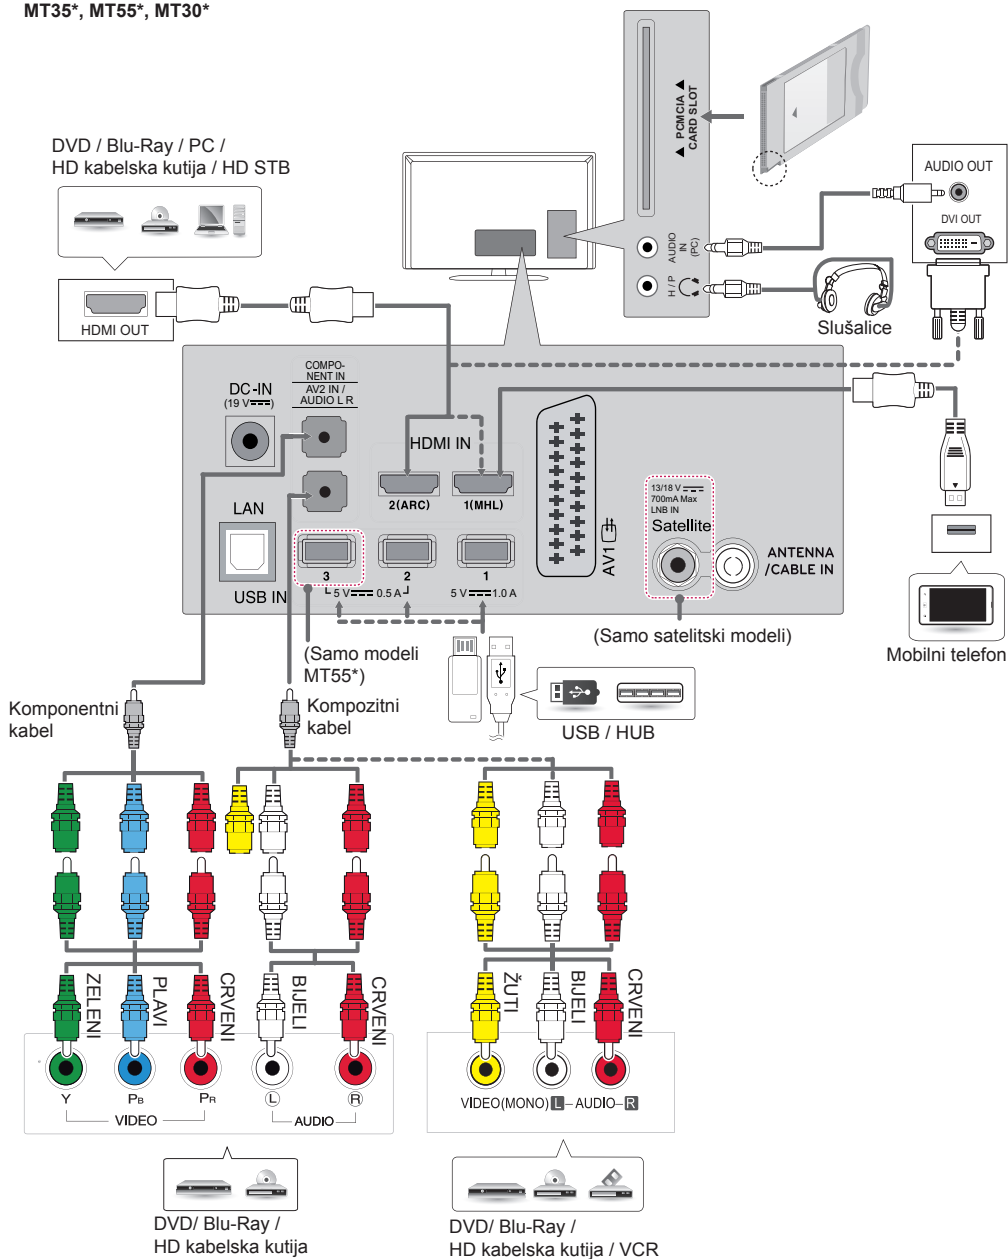 MT35*, MT55*, MT30*
DVD / Blu-Ray / PC /
HD kabelska kutija / HD STB
HDMI OUT
▲ PCMCIA ▲
CARD SLOT
AUDIO
IN
(PC)
H / P
AUDIO OUT
DVI OUT
Slušalice
DC-IN
(19 V)
COMPO-
NENT IN
AV2 IN /
AUDIO L R
HDMI IN
2(ARC)
1(MHL)
LAN
USB IN
3
2
1
5 V 0.5 A
5 V 1.0 A
AV1
13/18 V
700mA Max
LNB IN
Satellite
ANTENNA
/CABLE IN
(Samo satelitski modeli)
Mobilni telefon
(Samo modeli
MT55*)
USB / HUB
Komponentni
kabel
Kompozitni
kabel
ZELENI
PLAVI
CRVENI
BIJELI
CRVENI
ŽUTI
BIJELI
CRVENI
Y
PB
PR
L
R
VIDEO
AUDIO
VIDEO(MONO) L AUDIO R
DVD/ Blu-Ray /
HD kabelska kutija
DVD/ Blu-Ray /
HD kabelska kutija / VCR